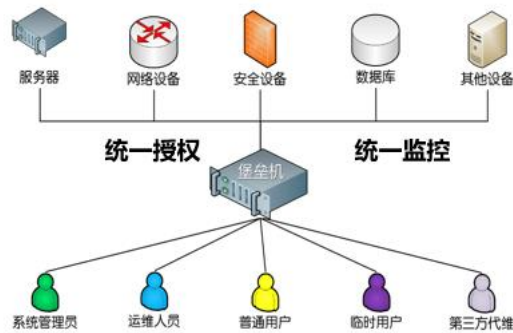 服务器 网络设备 安全设备 数据库 其他设备
统一授权 统一监控
堡垒机
系统管理员 运维人员 普通用户 临时用户 第三方代维